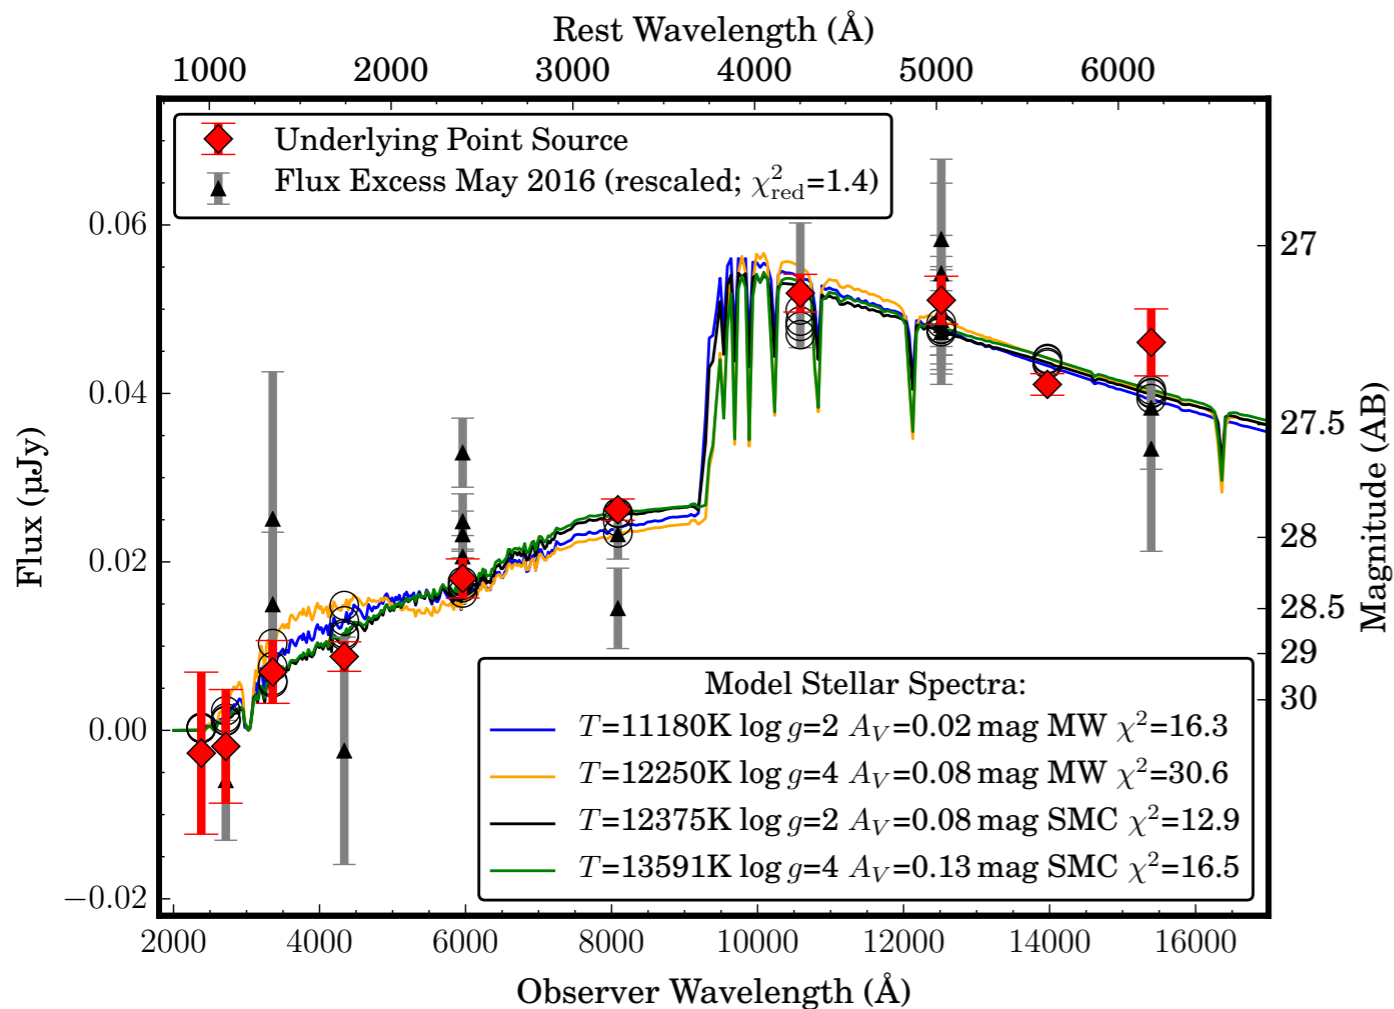 Rest Wavelength (Å)
1000 2000 3000 4000 5000 6000
Underlying Point Source
Flux Excess May 2016 (rescaled; χ²red=1.4)
0.06
0.04
0.02
0.00
−0.02
Flux (µJy)
27
27.5
28
28.5
29
30
Magnitude (AB)
Model Stellar Spectra:
T=11180K log g=2 A_V=0.02 mag MW χ²=16.3
T=12250K log g=4 A_V=0.08 mag MW χ²=30.6
T=12375K log g=2 A_V=0.08 mag SMC χ²=12.9
T=13591K log g=4 A_V=0.13 mag SMC χ²=16.5
2000 4000 6000 8000 10000 12000 14000 16000
Observer Wavelength (Å)